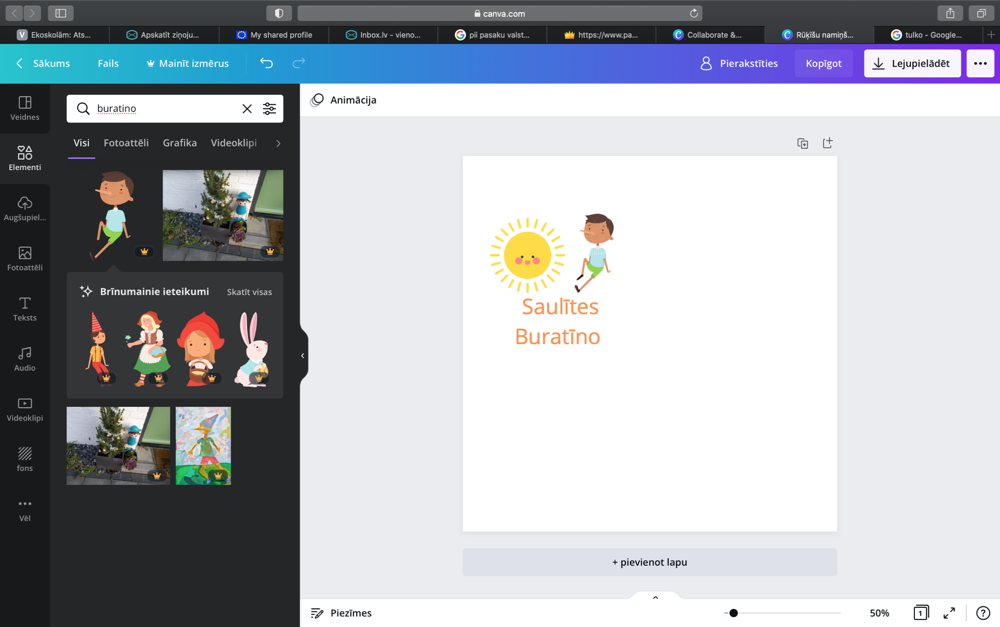 canva.com
Ekoskolām: Ats...
Apskatīt ziņoju...
My shared profile
Inbox.lv - vieno...
pii pasaku valst...
https://www.pa...
Collaborate &...
Rūķīšu namiņš...
tulko - Google...
Sākums
Fails
Mainīt izmērus
Pierakstīties
Kopīgot
Lejupielādēt
Veidnes
Elementi
Augšupiel...
Fotoattēli
Teksts
Audio
Videoklipi
fons
Vēl
buratino
Visi
Fotoattēli
Grafika
Videoklipi
Brīnumainie ieteikumi
Skatīt visas
Animācija
Canva
Saulītes
Buratīno
+ pievienot lapu
Piezīmes
50%
1